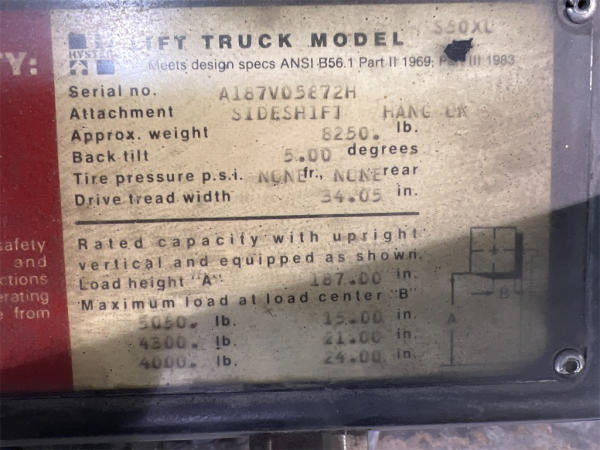 TY:
HYSTER LIFT TRUCK MODEL S50XL
Meets design specs ANSI B56.1 Part II 1969, Part III 1983
Serial no. A187V05872H
Attachment SIDESHIFT HANG ON
Approx. weight 8250. lb.
Back tilt 5.00 degrees
Tire pressure p.s.i. NONE fr., NONE rear
Drive tread width 34.05 in.
Rated capacity with upright
vertical and equipped as shown.
Load height "A" 187.00 in.
Maximum load at load center "B"
5050. lb. 15.00 in.
4300. lb. 21.00 in.
4000. lb. 24.00 in.
B
A
safety
and
ctions
erating
e from